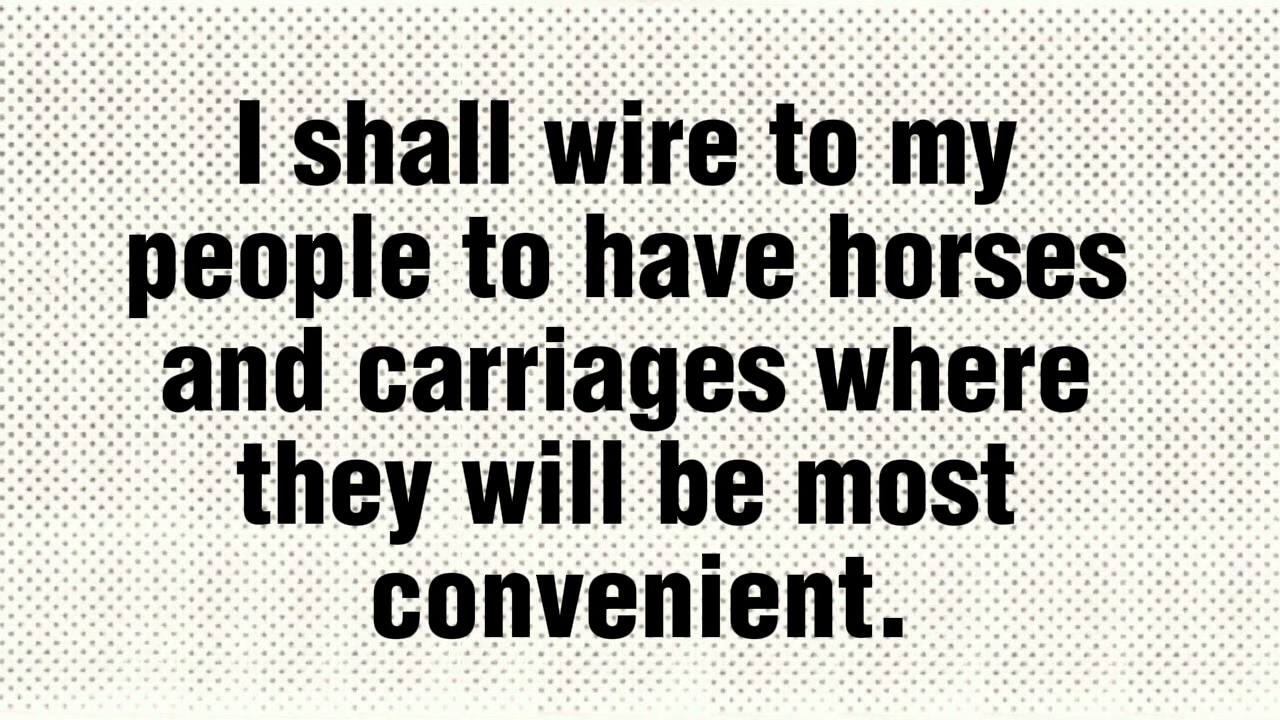 I shall wire to my
people to have horses
and carriages where
they will be most
convenient.